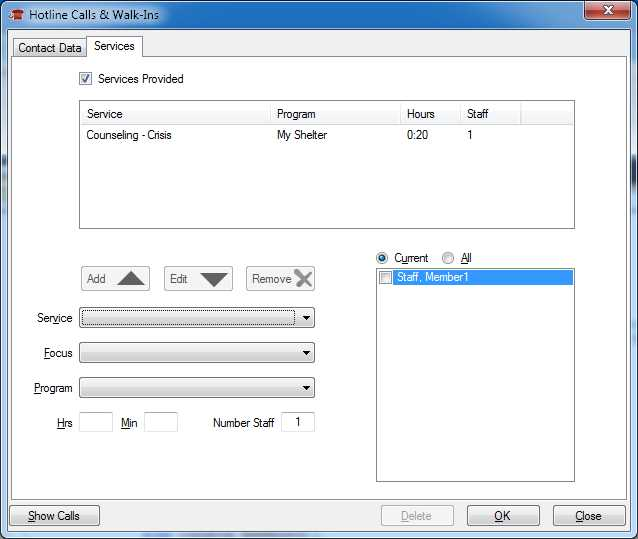 Hotline Calls & Walk-Ins
Contact Data Services
Services Provided
Service Program Hours Staff
Counseling - Crisis My Shelter 0:20 1
Current All
Add Edit Remove
Staff, Member1
Service
Focus
Program
Hrs Min Number Staff 1
Show Calls Delete OK Close